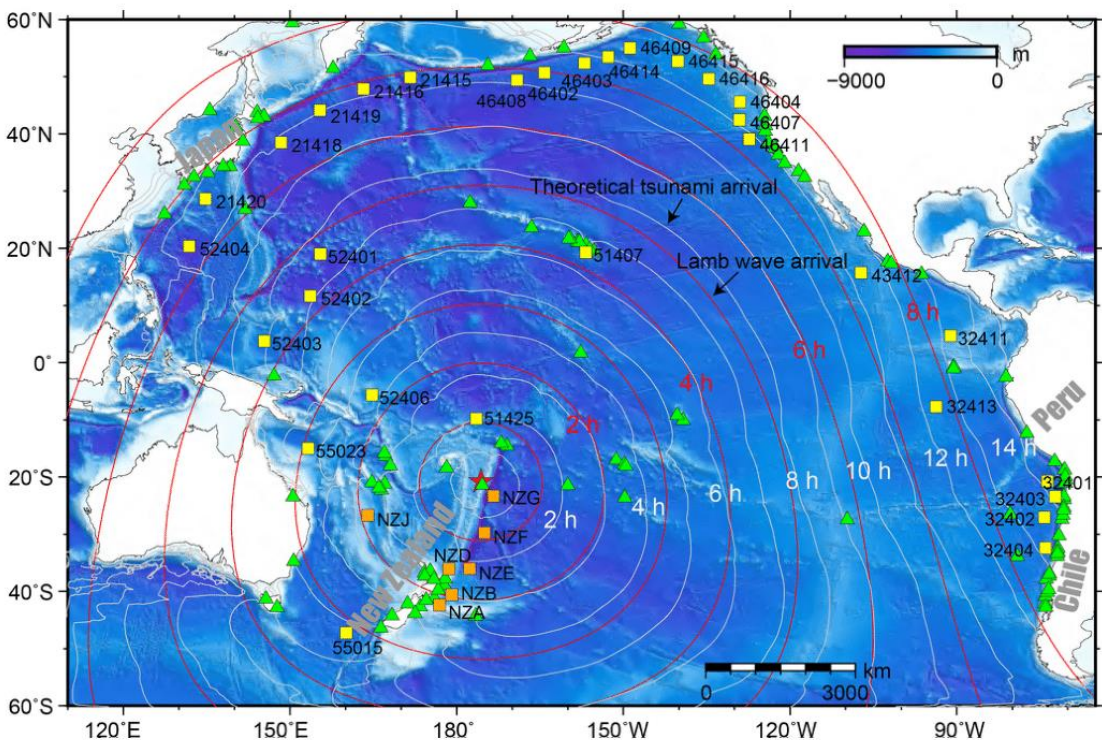 60°N
40°N
20°N
0°
20°S
40°S
60°S
120°E
150°E
180°W
150°W
120°W
90°W
m
−9000
0
46409
46415
46414
46416
46403
46402
46408
21415
21416
21419
21418
46404
46407
46411
Japan
21420
52404
52401
52402
52403
Theoretical tsunami arrival
51407
Lamb wave arrival
43412
8 h
32411
6 h
4 h
32413
Peru
52406
51425
2 h
55023
14 h
12 h
10 h
8 h
6 h
4 h
2 h
32401
32403
32402
32404
Chile
NZG
NZJ
NZF
NZD
NZE
NZB
NZA
New Zealand
55015
km
0
3000